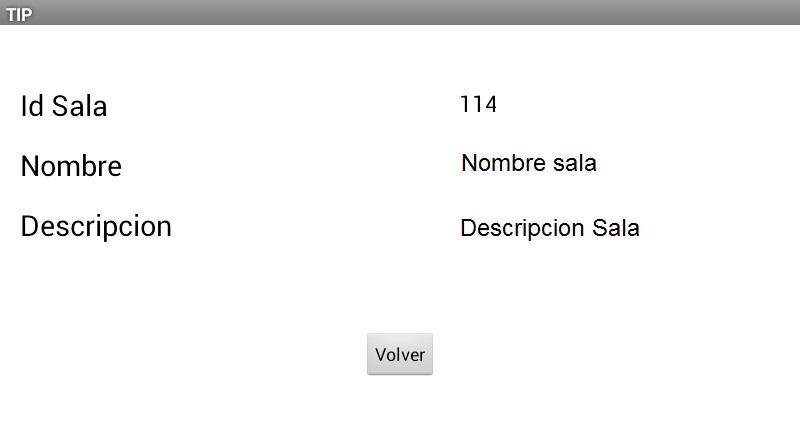 TIP
Id Sala 114
Nombre Nombre sala
Descripcion Descripcion Sala
Volver